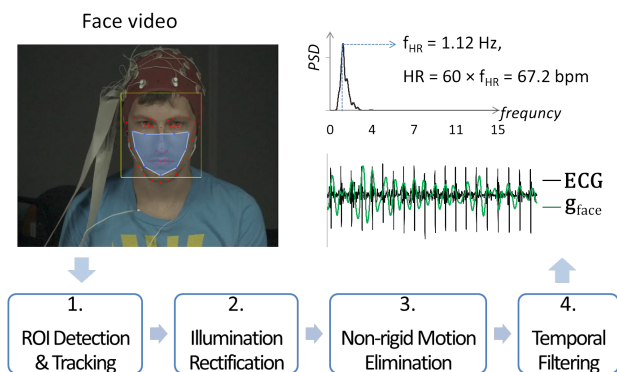 Face video
PSD
f_HR = 1.12 Hz,
HR = 60 × f_HR = 67.2 bpm
frequncy
0 4 7 11 15
ECG
g_face
1.
ROI Detection
& Tracking
2.
Illumination
Rectification
3.
Non-rigid Motion
Elimination
4.
Temporal
Filtering